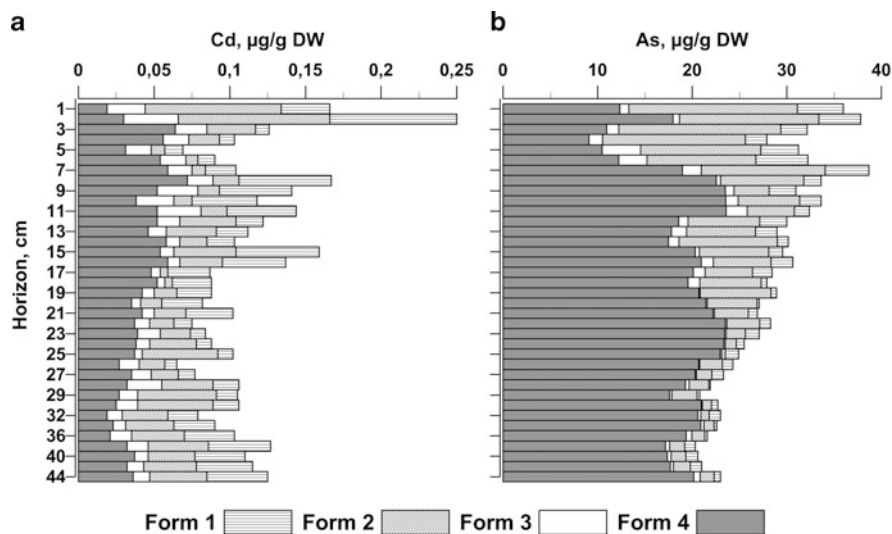 a
Cd, µg/g DW
0 0,05 0,1 0,15 0,2 0,25
Horizon, cm
1
3
5
7
9
11
13
15
17
19
21
23
25
27
29
32
36
40
44
b
As, µg/g DW
0 10 20 30 40
Form 1 Form 2 Form 3 Form 4